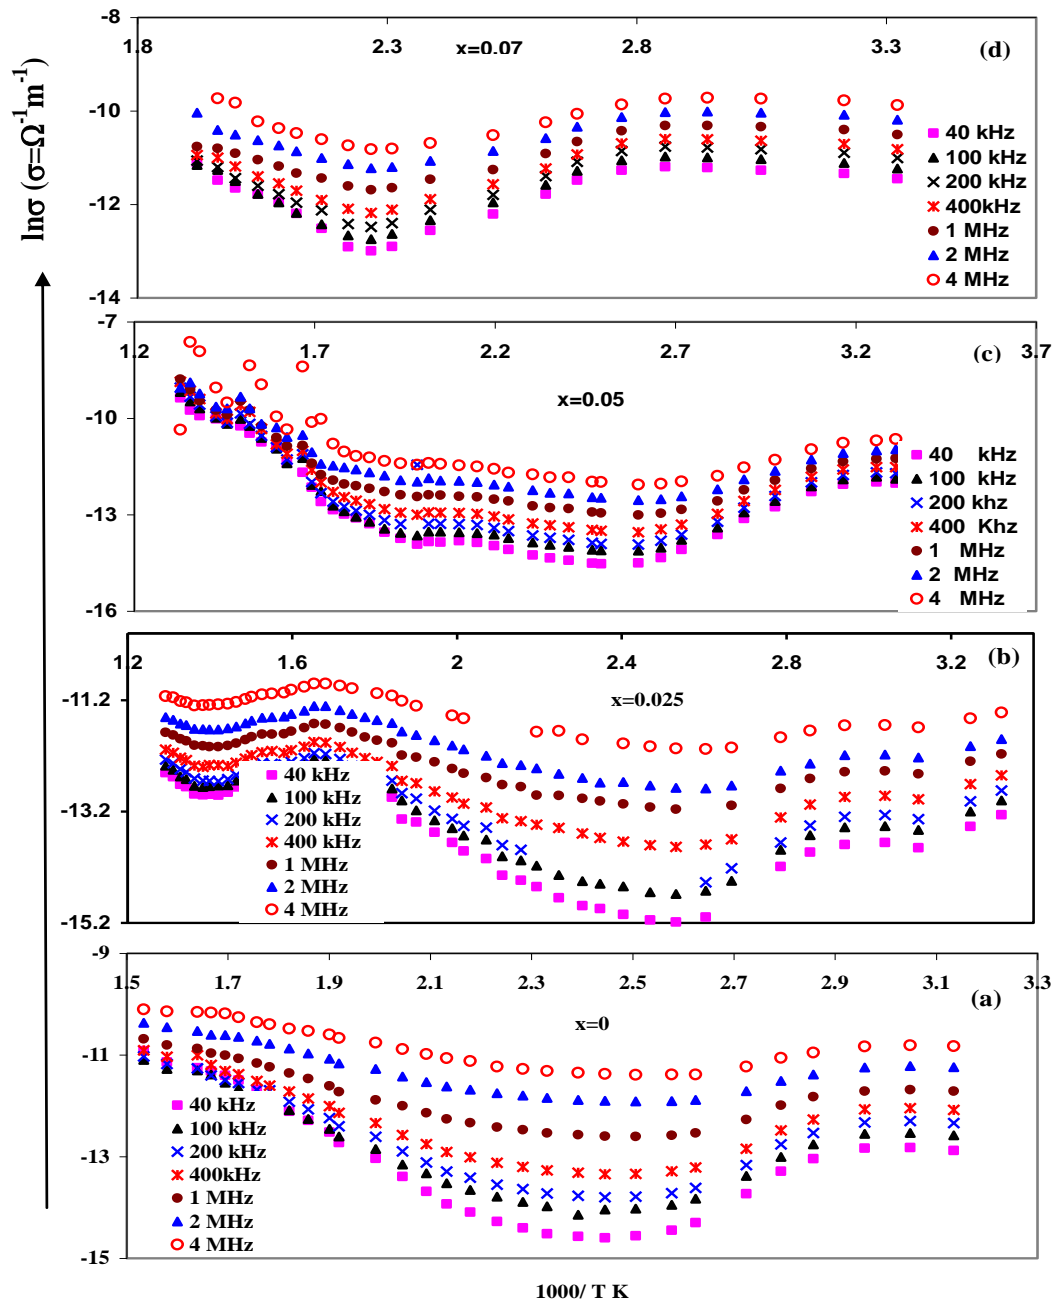 lnσ (σ=Ω⁻¹m⁻¹)
-8
1.8 2.3 x=0.07 2.8 3.3 (d)
-10
-12
-14
40 kHz
100 kHz
200 kHz
400kHz
1 MHz
2 MHz
4 MHz
-7
1.2 1.7 2.2 2.7 3.2 3.7
(c)
x=0.05
-10
-13
-16
40 kHz
100 kHz
200 khz
400 Khz
1 MHz
2 MHz
4 MHz
1.2 1.6 2 2.4 2.8 3.2
(b)
x=0.025
-11.2
-13.2
-15.2
40 kHz
100 kHz
200 kHz
400 kHz
1 MHz
2 MHz
4 MHz
-9
1.5 1.7 1.9 2.1 2.3 2.5 2.7 2.9 3.1 3.3
(a)
x=0
-11
-13
-15
40 kHz
100 kHz
200 kHz
400kHz
1 MHz
2 MHz
4 MHz
1000/ T K